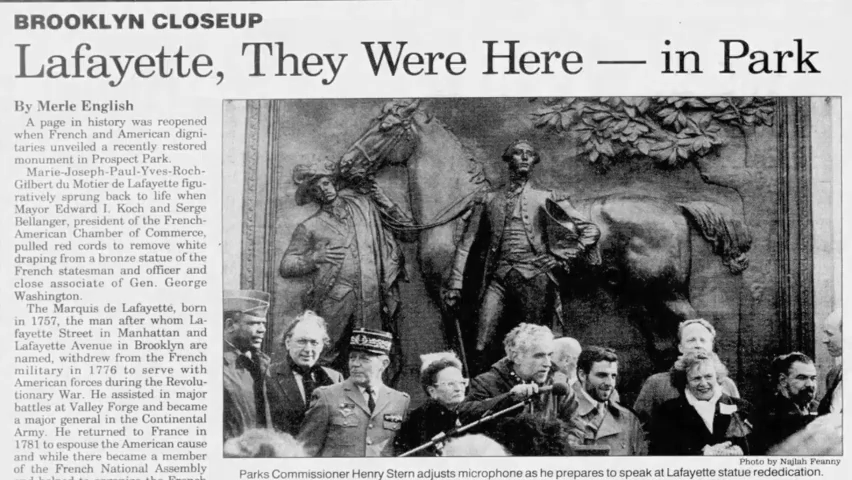 BROOKLYN CLOSEUP
Lafayette, They Were Here — in Park
By Merle English
A page in history was reopened
when French and American digni-
taries unveiled a recently restored
monument in Prospect Park.
Marie-Joseph-Paul-Yves-Roch-
Gilbert du Motier de Lafayette figu-
ratively sprung back to life when
Mayor Edward I. Koch and Serge
Bellanger, president of the French-
American Chamber of Commerce,
pulled red cords to remove white
draping from a bronze statue of the
French statesman and officer and
close associate of Gen. George
Washington.
The Marquis de Lafayette, born
in 1757, the man after whom La-
fayette Street in Manhattan and
Lafayette Avenue in Brooklyn are
named, withdrew from the French
military in 1776 to serve with
American forces during the Revolu-
tionary War. He assisted in major
battles at Valley Forge and became
a major general in the Continental
Army. He returned to France in
1781 to espouse the American cause
and while there became a member
of the French National Assembly
Photo by Najlah Feanny
Parks Commissioner Henry Stern adjusts microphone as he prepares to speak at Lafayette statue rededication.